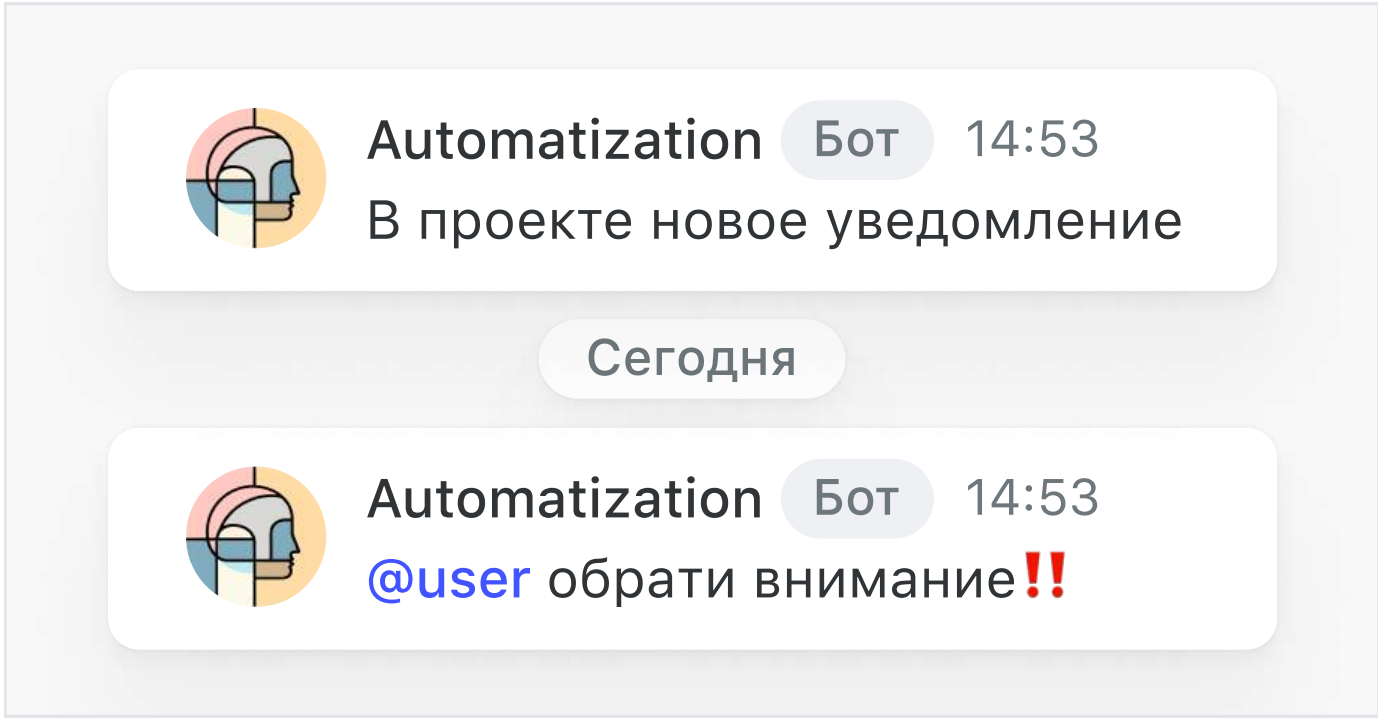 Automatization Бот 14:53
В проекте новое уведомление
Сегодня
Automatization Бот 14:53
@user обрати внимание‼️